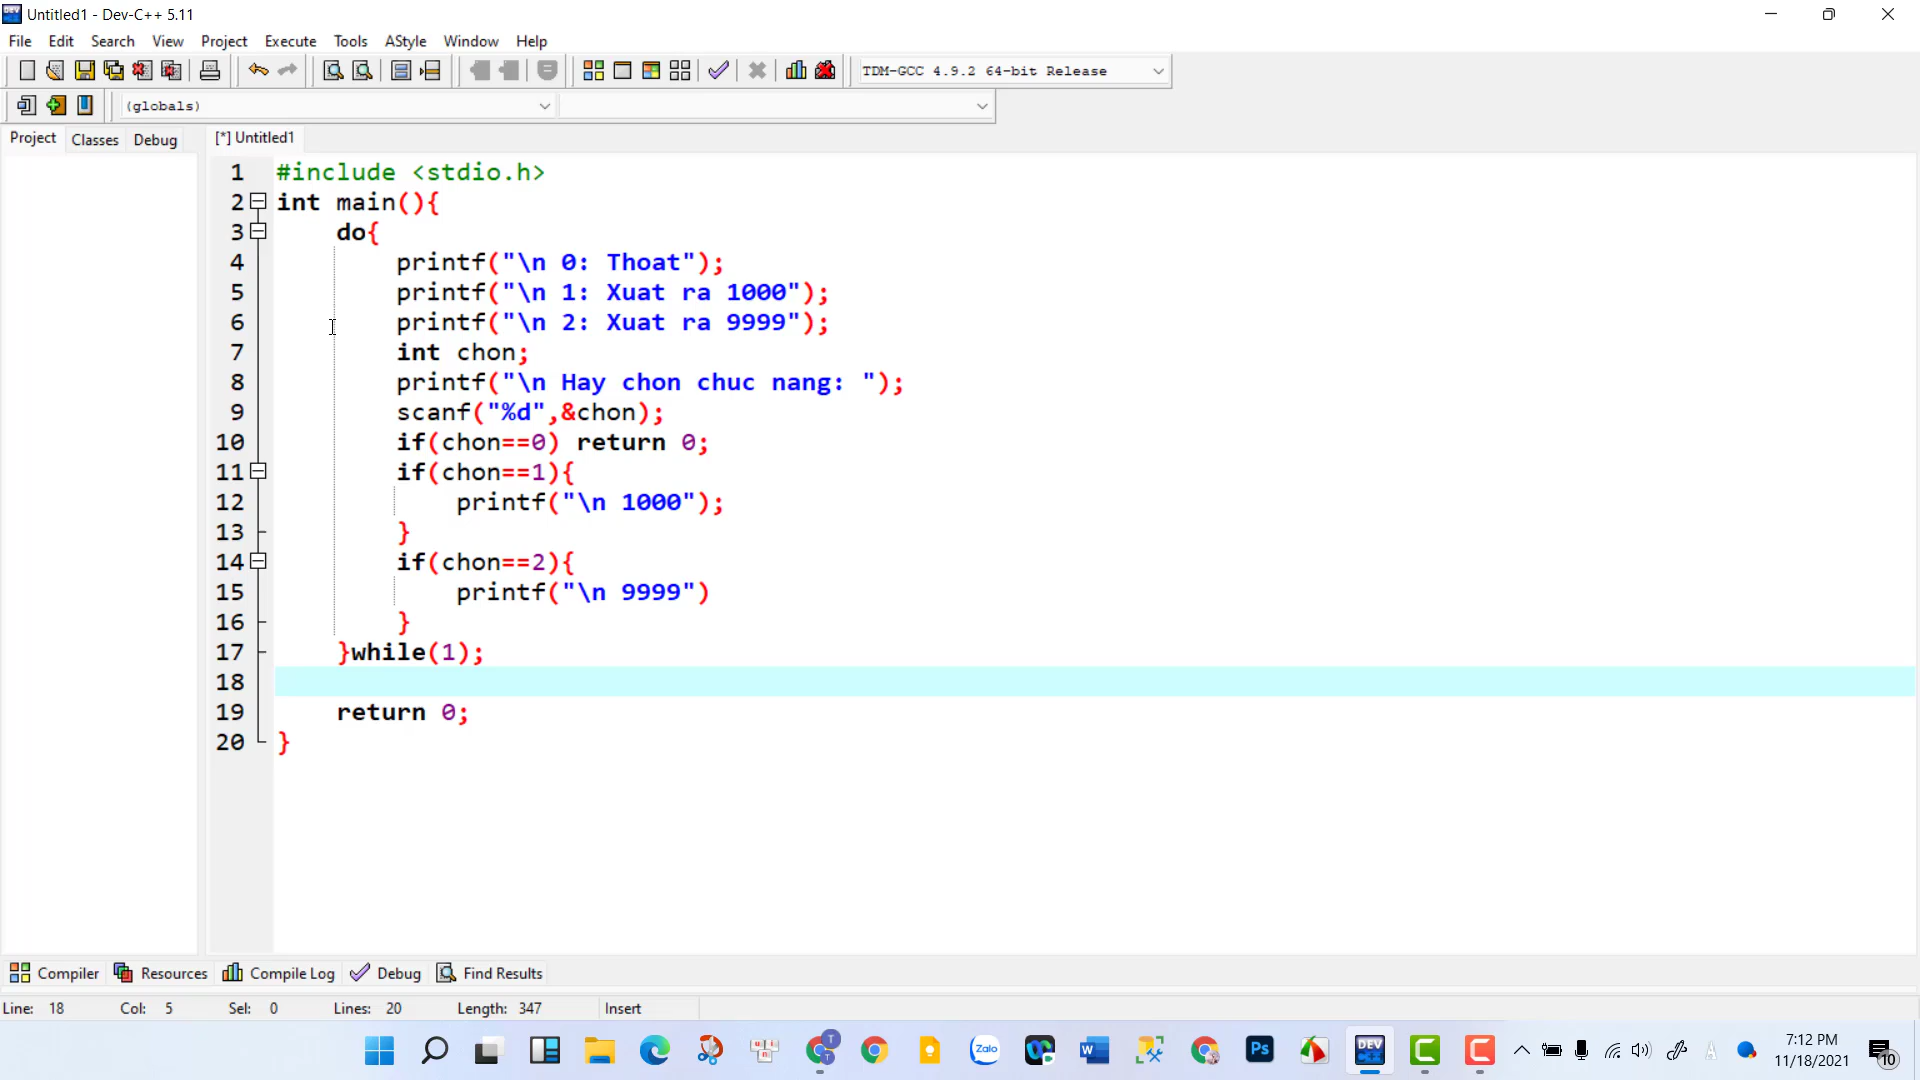 Untitled1 - Dev-C++ 5.11
File Edit Search View Project Execute Tools AStyle Window Help
TDM-GCC 4.9.2 64-bit Release
(globals)
Project Classes Debug [*] Untitled1
1 #include <stdio.h>
2 int main(){
3 do{
4 printf("\n 0: Thoat");
5 printf("\n 1: Xuat ra 1000");
6 printf("\n 2: Xuat ra 9999");
7 int chon;
8 printf("\n Hay chon chuc nang: ");
9 scanf("%d",&chon);
10 if(chon==0) return 0;
11 if(chon==1){
12 printf("\n 1000");
13 }
14 if(chon==2){
15 printf("\n 9999")
16 }
17 }while(1);
18
19 return 0;
20 }
Compiler Resources Compile Log Debug Find Results
Line: 18 Col: 5 Sel: 0 Lines: 20 Length: 347 Insert
Zalo
W
Ps
DEV
7:12 PM
11/18/2021
10